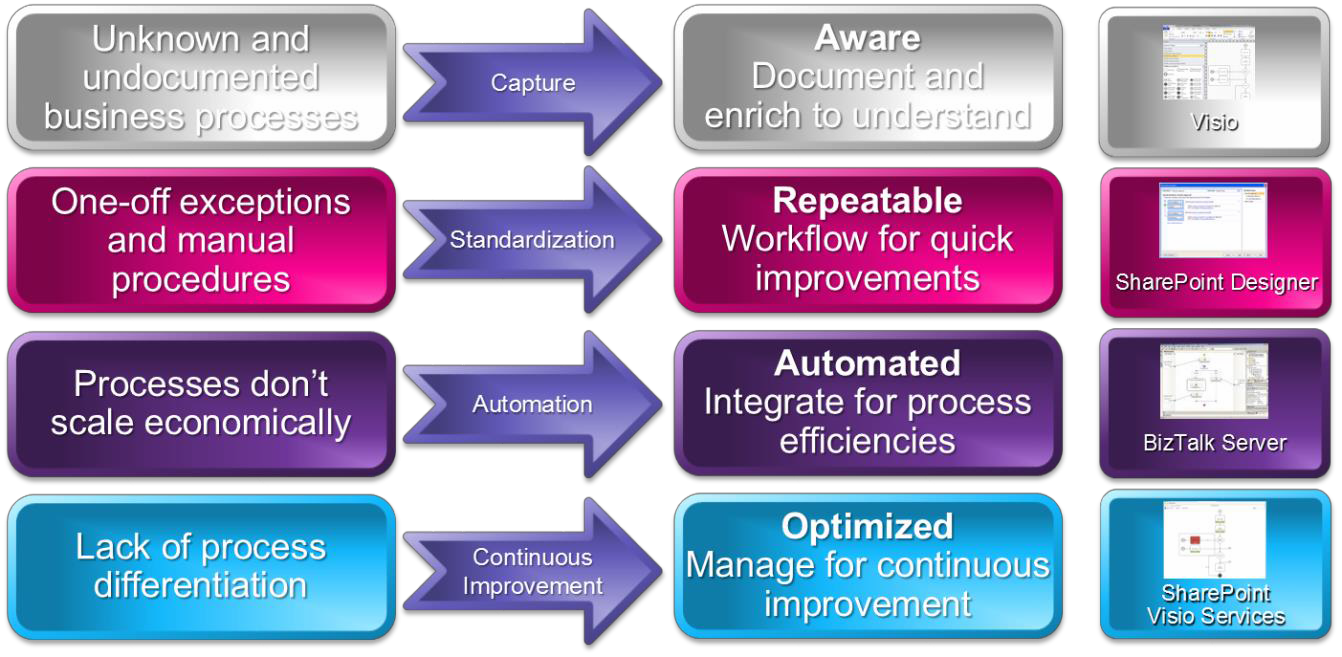 Unknown and
undocumented
business processes
Capture
Aware
Document and
enrich to understand
Visio
One-off exceptions
and manual
procedures
Standardization
Repeatable
Workflow for quick
improvements
SharePoint Designer
Processes don’t
scale economically
Automation
Automated
Integrate for process
efficiencies
BizTalk Server
Lack of process
differentiation
Continuous
Improvement
Optimized
Manage for continuous
improvement
SharePoint
Visio Services